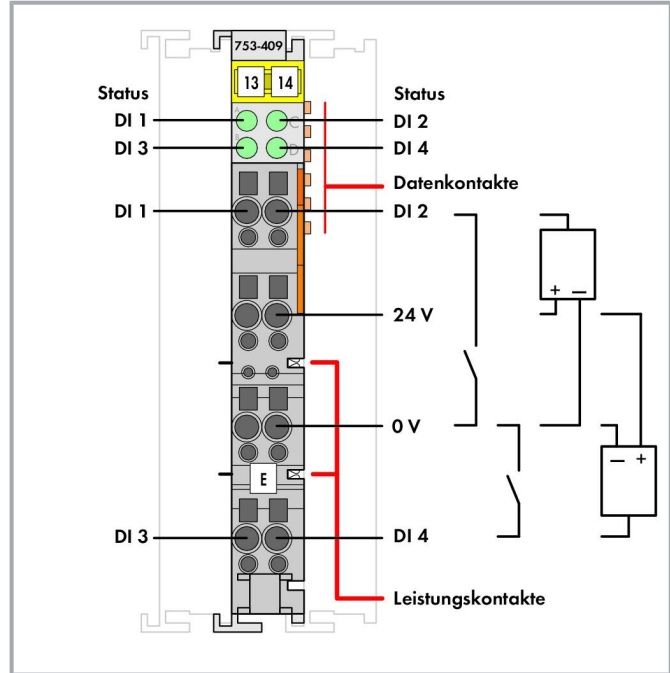 753-409
13 14
Status Status
DI 1 A C DI 2
DI 3 B D DI 4
Datenkontakte
DI 1 DI 2
+ −
24 V
0 V
− +
E
DI 3 DI 4
Leistungskontakte